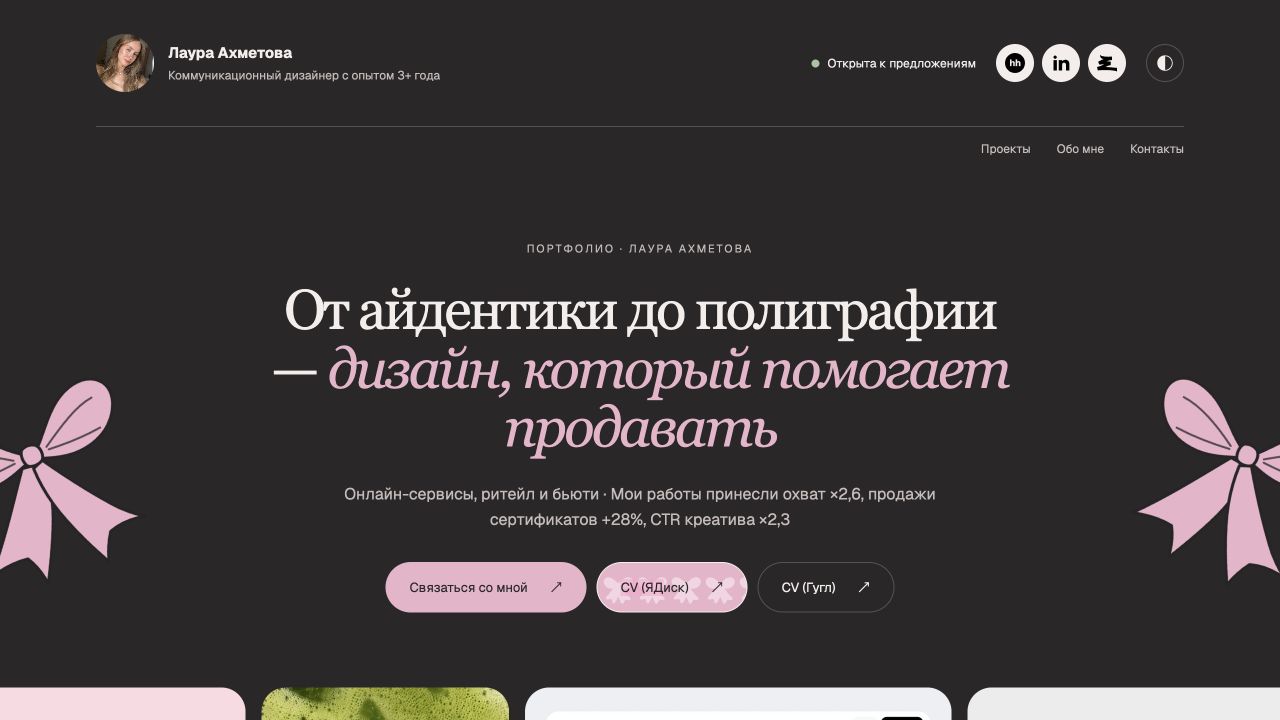 Лаура Ахметова
Коммуникационный дизайнер с опытом 3+ года
Открыта к предложениям
hh
in
Проекты
Обо мне
Контакты
ПОРТФОЛИО · ЛАУРА АХМЕТОВА
От айдентики до полиграфии
— дизайн, который помогает
продавать
Онлайн-сервисы, ритейл и бьюти · Мои работы принесли охват ×2,6, продажи
сертификатов +28%, CTR креатива ×2,3
Связаться со мной ↗
CV (ЯДиск) ↗
CV (Гугл) ↗